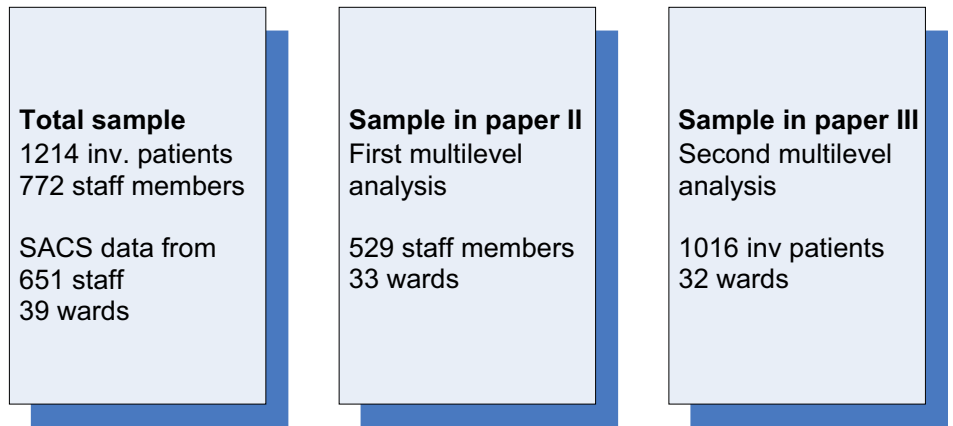 Total sample
1214 inv. patients
772 staff members
SACS data from
651 staff
39 wards
Sample in paper II
First multilevel
analysis
529 staff members
33 wards
Sample in paper III
Second multilevel
analysis
1016 inv patients
32 wards